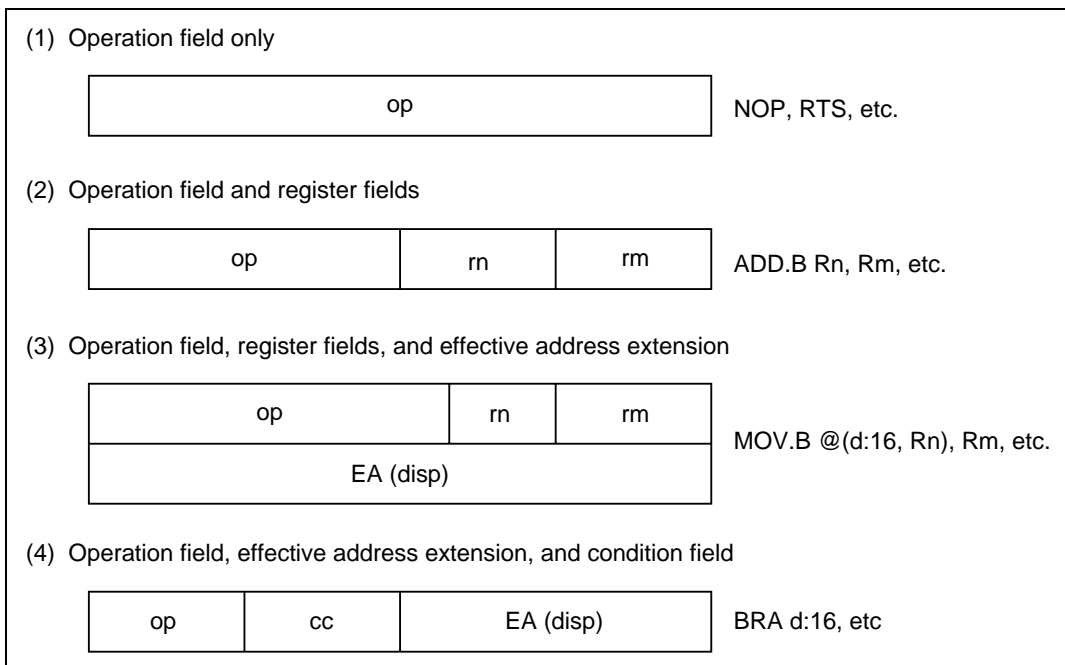 (1) Operation field only
op
NOP, RTS, etc.
(2) Operation field and register fields
op rn rm
ADD.B Rn, Rm, etc.
(3) Operation field, register fields, and effective address extension
op rn rm
EA (disp)
MOV.B @(d:16, Rn), Rm, etc.
(4) Operation field, effective address extension, and condition field
op cc EA (disp)
BRA d:16, etc